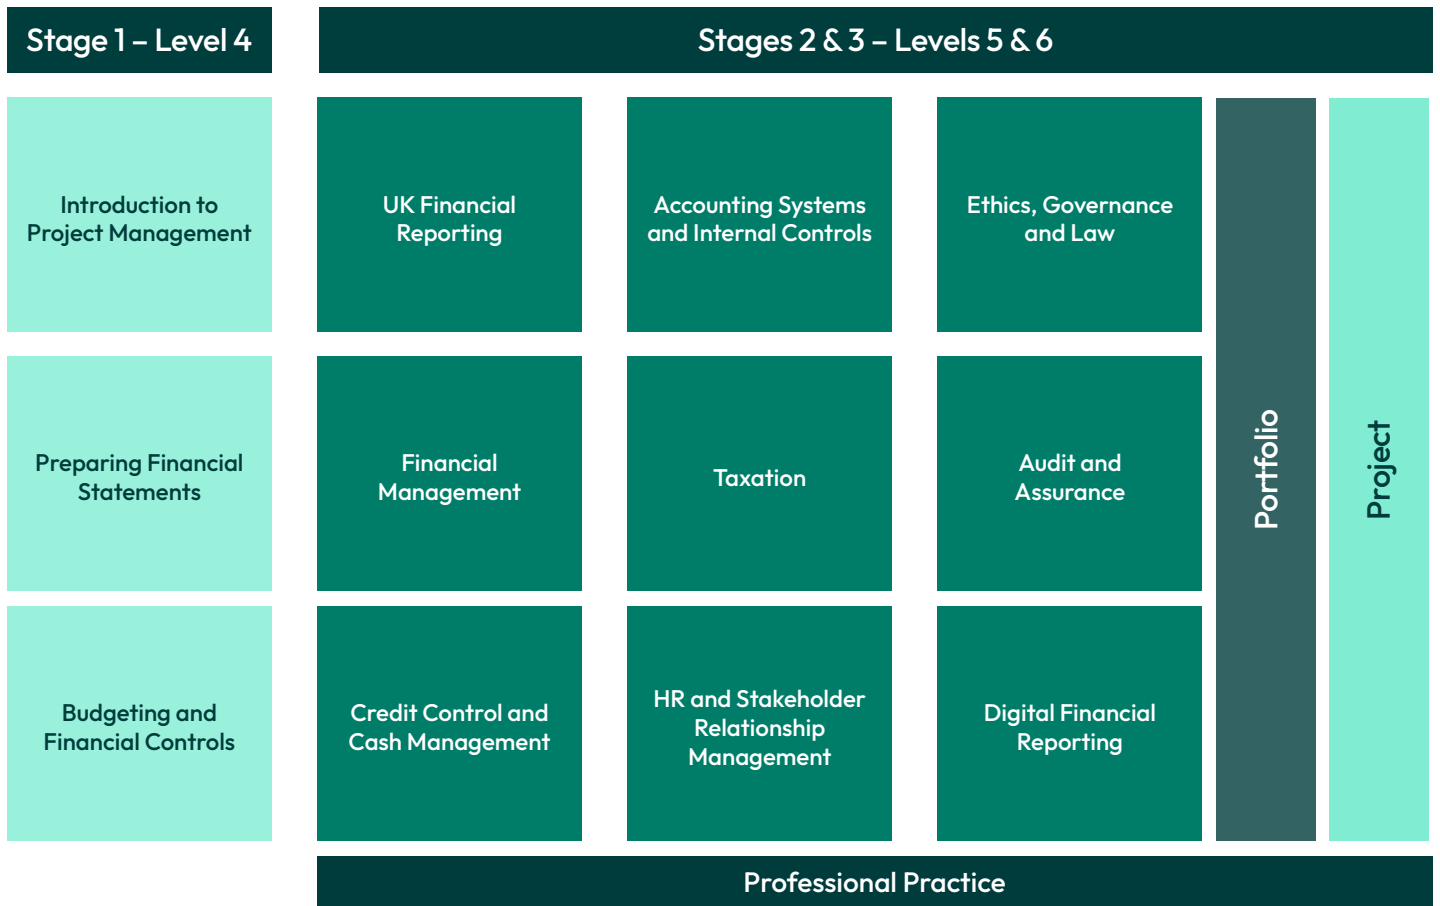 Stage 1 – Level 4
Stages 2 & 3 – Levels 5 & 6
Introduction to
Project Management
UK Financial
Reporting
Accounting Systems
and Internal Controls
Ethics, Governance
and Law
Preparing Financial
Statements
Financial
Management
Taxation
Audit and
Assurance
Budgeting and
Financial Controls
Credit Control and
Cash Management
HR and Stakeholder
Relationship
Management
Digital Financial
Reporting
Portfolio
Project
Professional Practice